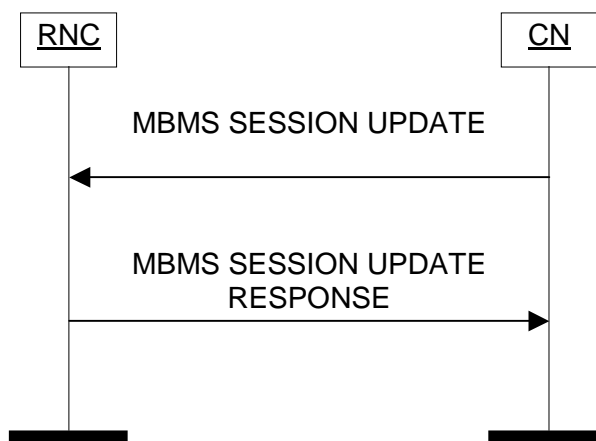 RNC
CN
MBMS SESSION UPDATE
MBMS SESSION UPDATE
RESPONSE